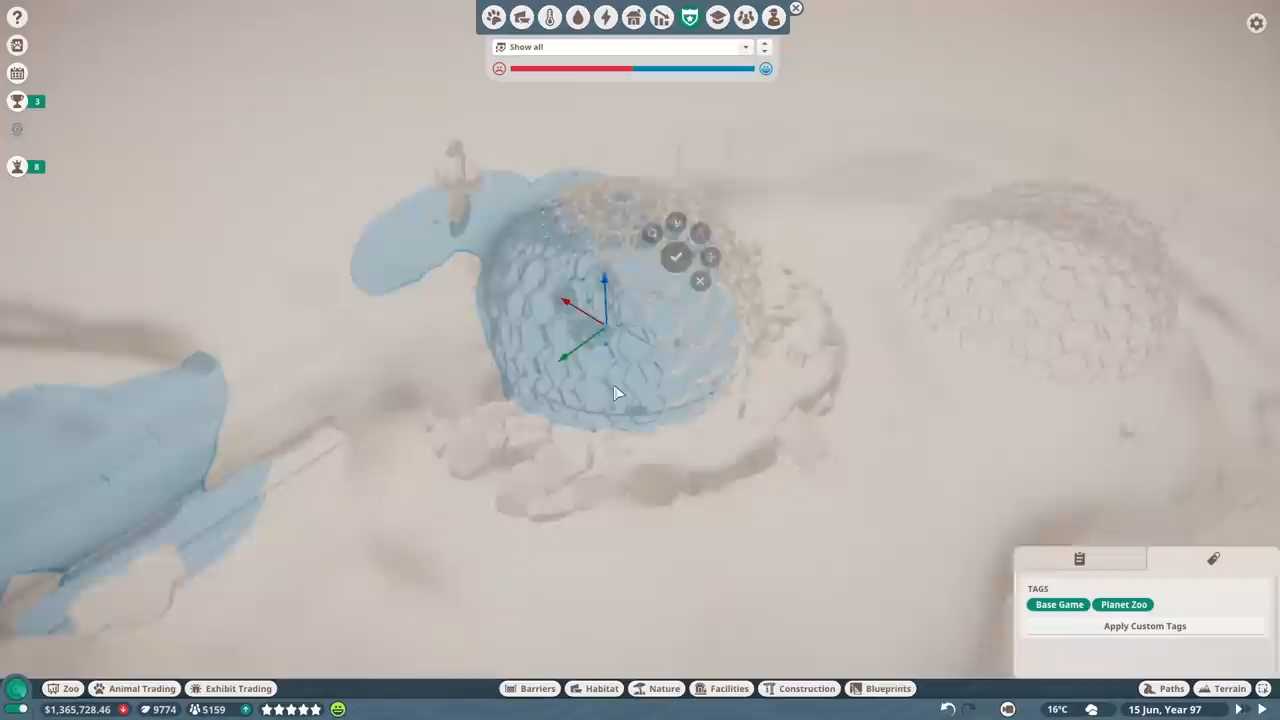 ?
Show all
3
8
TAGS
Base Game Planet Zoo
Apply Custom Tags
Zoo Animal Trading Exhibit Trading Barriers Habitat Nature Facilities Construction Blueprints Paths Terrain
$1,365,728.46 9774 5159 16°C 15 Jun, Year 97